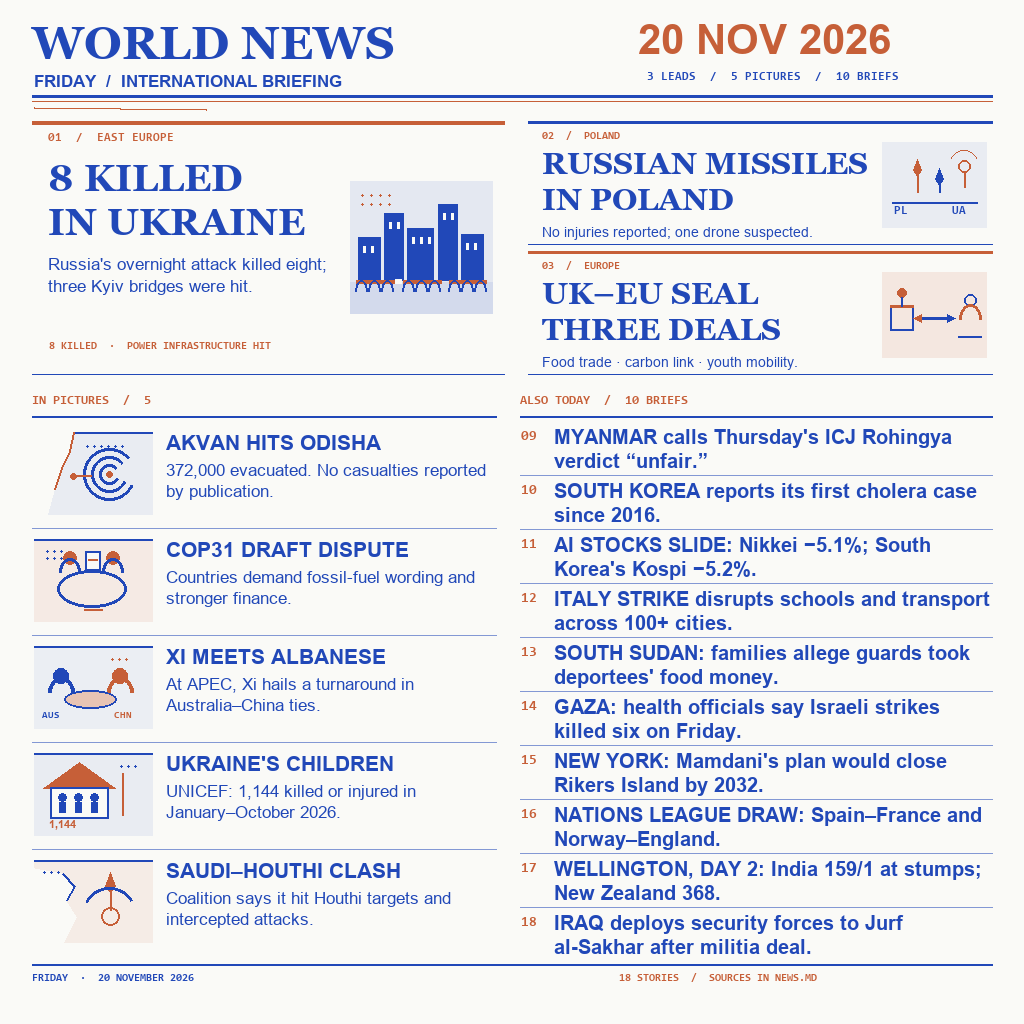 WORLD NEWS
FRIDAY / INTERNATIONAL BRIEFING
20 NOV 2026
3 LEADS / 5 PICTURES / 10 BRIEFS
01 / EAST EUROPE
8 KILLED
IN UKRAINE
Russia's overnight attack killed eight;
three Kyiv bridges were hit.
8 KILLED · POWER INFRASTRUCTURE HIT
02 / POLAND
RUSSIAN MISSILES
IN POLAND
No injuries reported; one drone suspected.
PL UA
03 / EUROPE
UK–EU SEAL
THREE DEALS
Food trade · carbon link · youth mobility.
IN PICTURES / 5
AKVAN HITS ODISHA
372,000 evacuated. No casualties reported
by publication.
COP31 DRAFT DISPUTE
Countries demand fossil-fuel wording and
stronger finance.
XI MEETS ALBANESE
At APEC, Xi hails a turnaround in
Australia–China ties.
AUS CHN
UKRAINE'S CHILDREN
UNICEF: 1,144 killed or injured in
January–October 2026.
1,144
SAUDI–HOUTHI CLASH
Coalition says it hit Houthi targets and
intercepted attacks.
ALSO TODAY / 10 BRIEFS
09 MYANMAR calls Thursday's ICJ Rohingya
verdict “unfair.”
10 SOUTH KOREA reports its first cholera case
since 2016.
11 AI STOCKS SLIDE: Nikkei −5.1%; South
Korea's Kospi −5.2%.
12 ITALY STRIKE disrupts schools and transport
across 100+ cities.
13 SOUTH SUDAN: families allege guards took
deportees' food money.
14 GAZA: health officials say Israeli strikes
killed six on Friday.
15 NEW YORK: Mamdani's plan would close
Rikers Island by 2032.
16 NATIONS LEAGUE DRAW: Spain–France and
Norway–England.
17 WELLINGTON, DAY 2: India 159/1 at stumps;
New Zealand 368.
18 IRAQ deploys security forces to Jurf
al-Sakhar after militia deal.
FRIDAY · 20 NOVEMBER 2026
18 STORIES / SOURCES IN NEWS.MD